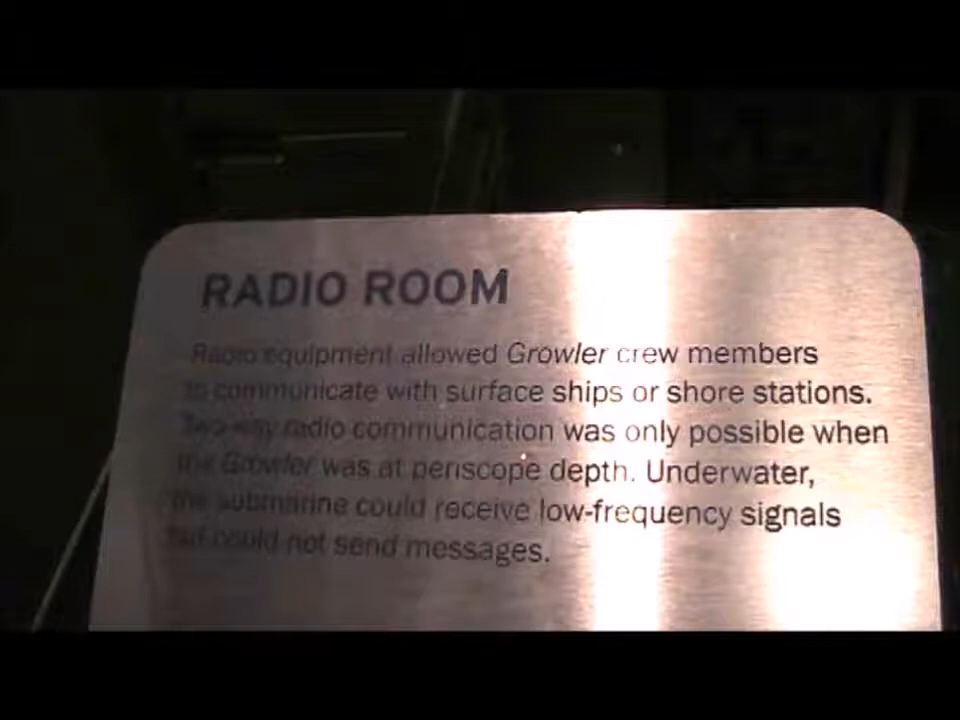 RADIO ROOM
Radio equipment allowed Growler crew members
to communicate with surface ships or shore stations.
Two-way radio communication was only possible when
the Growler was at periscope depth. Underwater,
the submarine could receive low-frequency signals
but could not send messages.